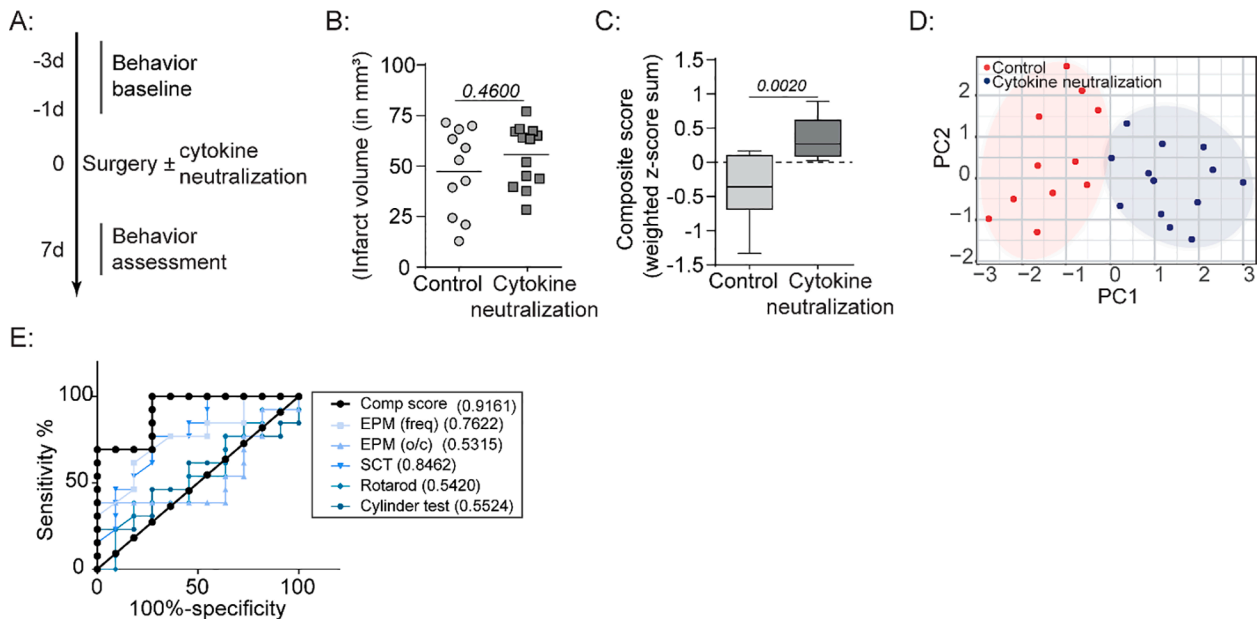 A:
-3d
Behavior
baseline
-1d
0
Surgery ± cytokine
neutralization
7d
Behavior
assessment
B:
(Infarct volume (in mm³)
100
75
50
25
0
0.4600
Control
Cytokine
neutralization
C:
Composite score
(weighted z-score sum)
1.5
1
0.5
0
-0.5
-1
-1.5
0.0020
Control
Cytokine
neutralization
D:
Control
Cytokine neutralization
PC2
2
1
0
−1
−2
−3
−2
−1
0
1
2
3
PC1
E:
Sensitivity %
100
50
0
0
50
100
100%-specificity
Comp score (0.9161)
EPM (freq) (0.7622)
EPM (o/c) (0.5315)
SCT (0.8462)
Rotarod (0.5420)
Cylinder test (0.5524)